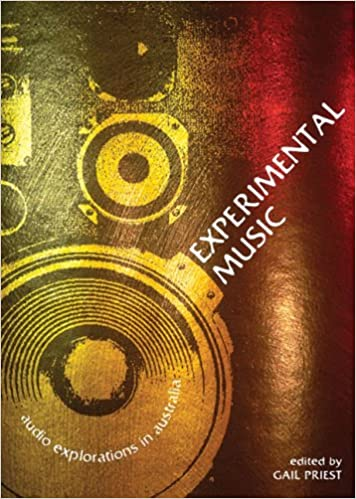 EXPERIMENTAL
MUSIC
audio explorations in australia
edited by
GAIL PRIEST